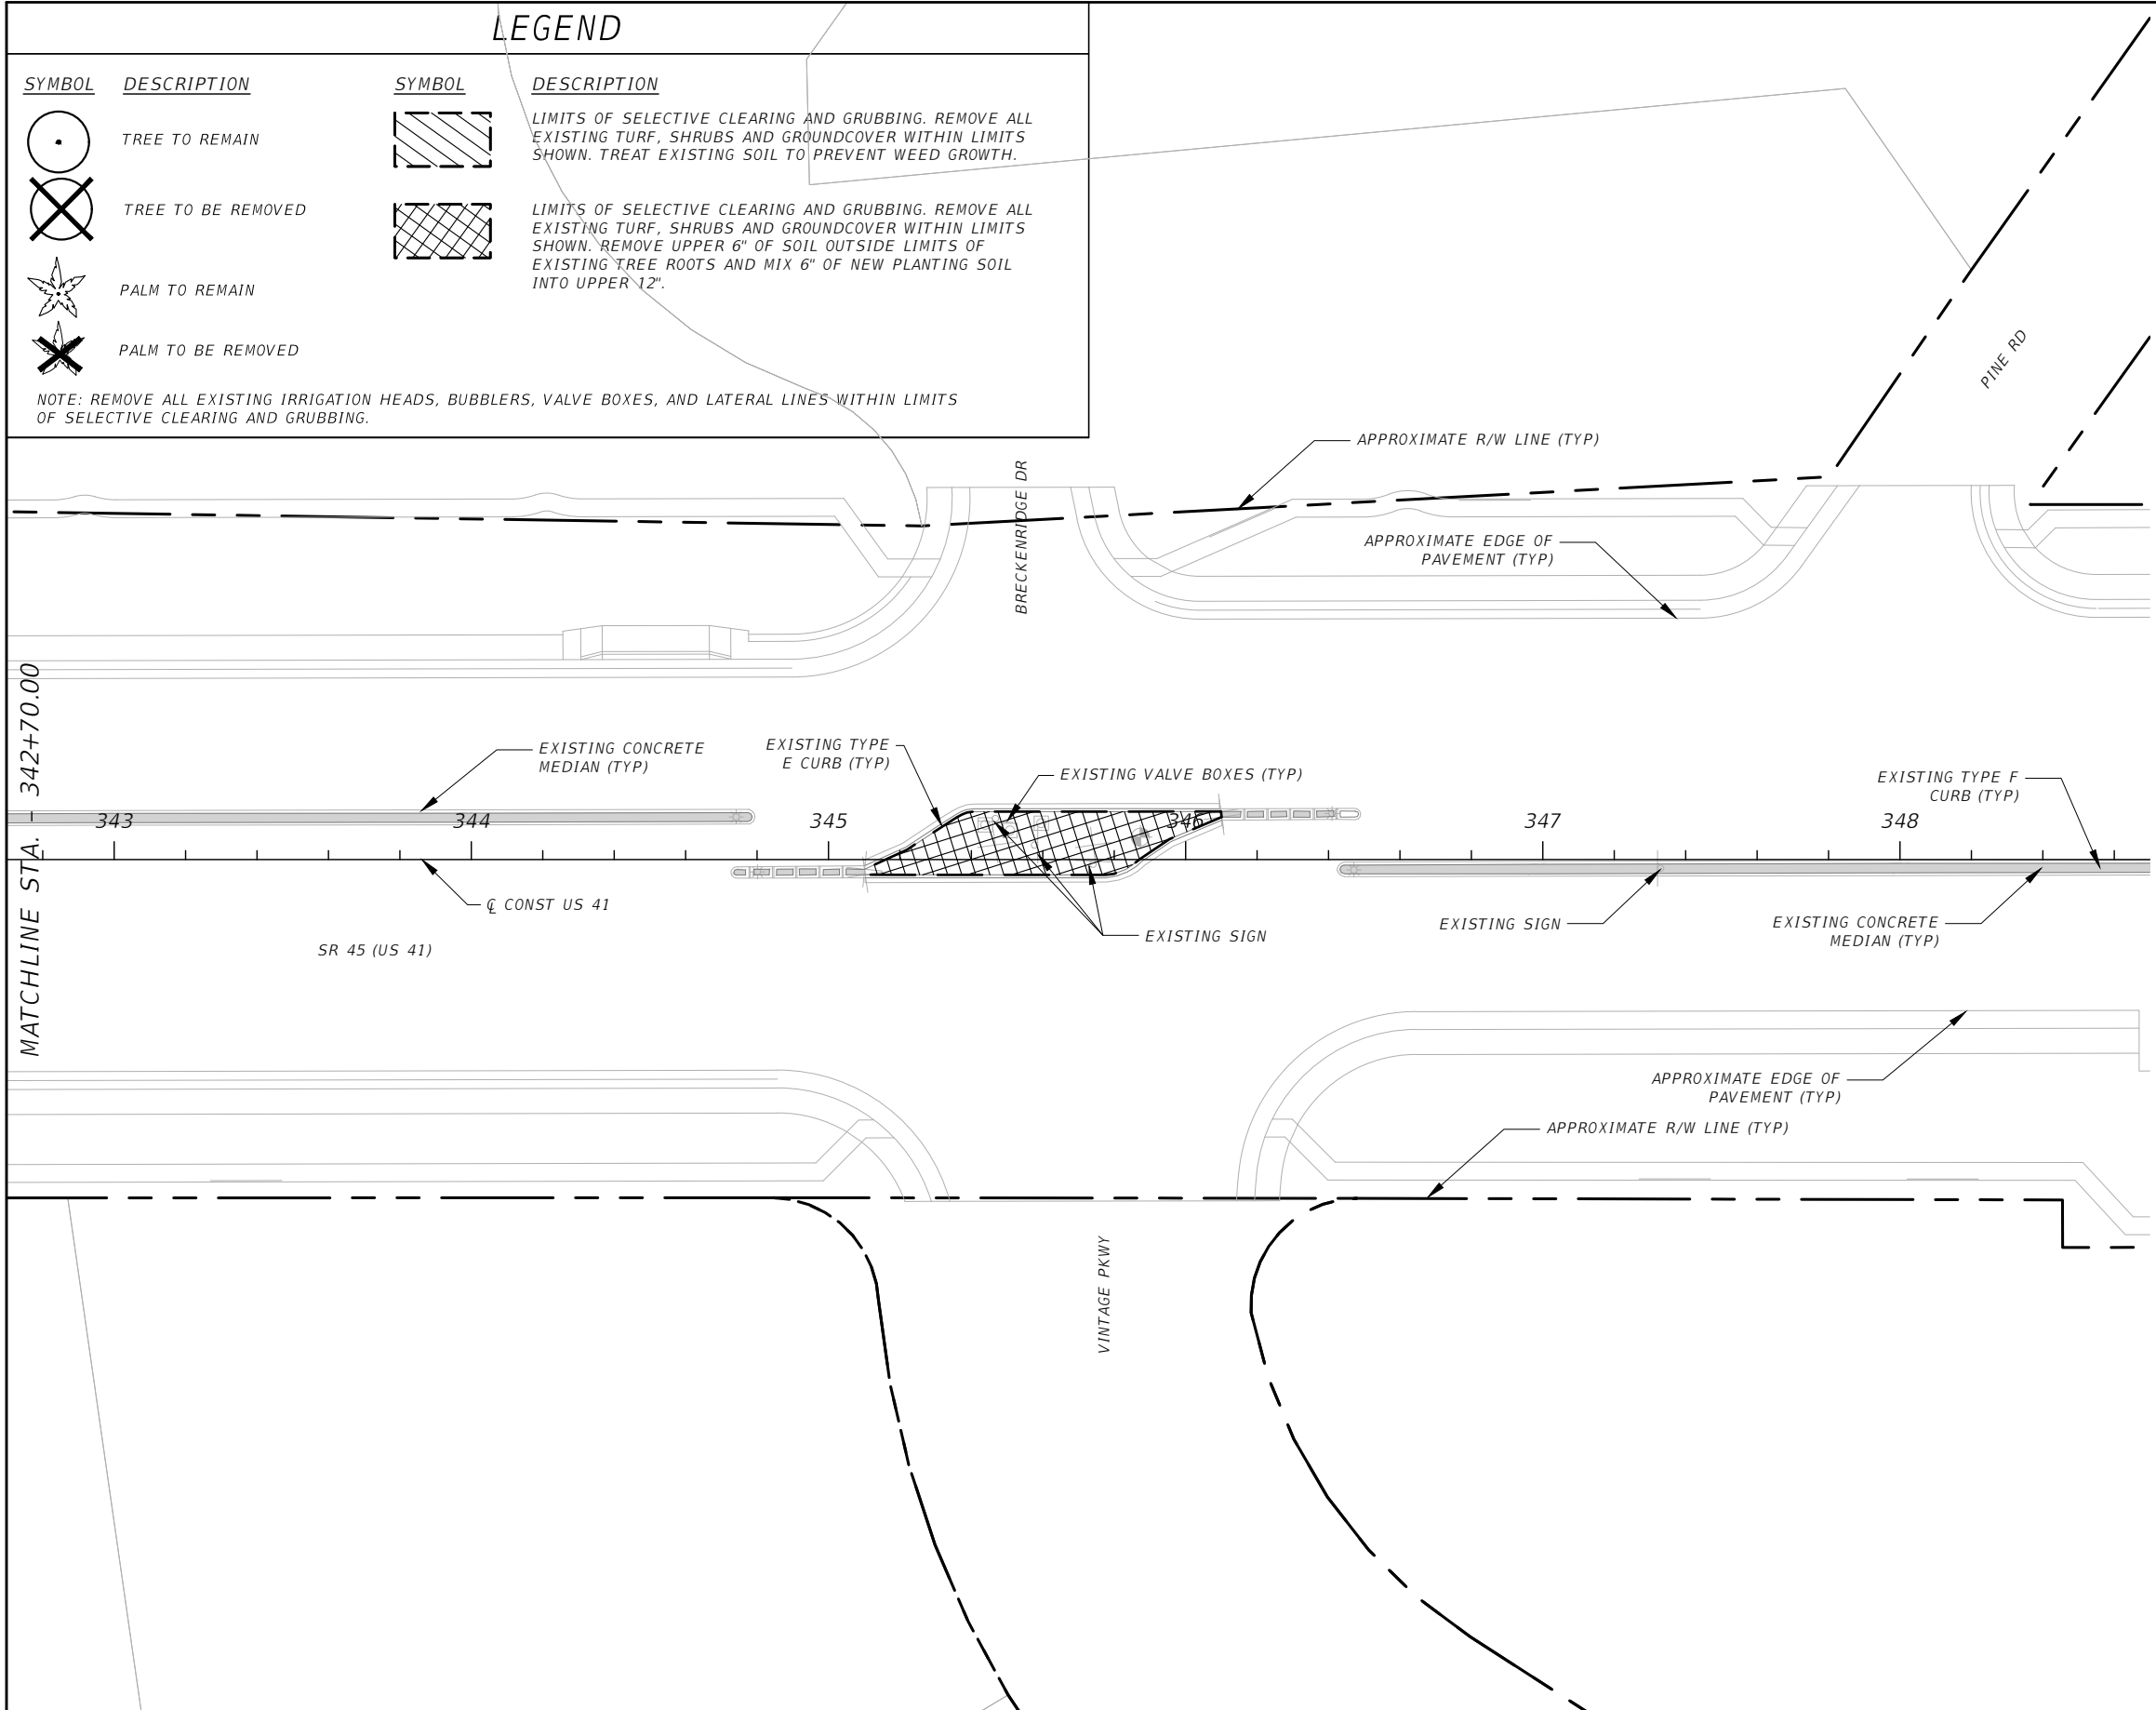 LEGEND
SYMBOL DESCRIPTION SYMBOL DESCRIPTION
TREE TO REMAIN
TREE TO BE REMOVED
PALM TO REMAIN
PALM TO BE REMOVED
LIMITS OF SELECTIVE CLEARING AND GRUBBING. REMOVE ALL
EXISTING TURF, SHRUBS AND GROUNDCOVER WITHIN LIMITS
SHOWN. TREAT EXISTING SOIL TO PREVENT WEED GROWTH.
LIMITS OF SELECTIVE CLEARING AND GRUBBING. REMOVE ALL
EXISTING TURF, SHRUBS AND GROUNDCOVER WITHIN LIMITS
SHOWN. REMOVE UPPER 6" OF SOIL OUTSIDE LIMITS OF
EXISTING TREE ROOTS AND MIX 6" OF NEW PLANTING SOIL
INTO UPPER 12".
NOTE: REMOVE ALL EXISTING IRRIGATION HEADS, BUBBLERS, VALVE BOXES, AND LATERAL LINES WITHIN LIMITS
OF SELECTIVE CLEARING AND GRUBBING.
PINE RD
APPROXIMATE R/W LINE (TYP)
BRECKENRIDGE DR
APPROXIMATE EDGE OF
PAVEMENT (TYP)
MATCHLINE STA. 342+70.00
EXISTING CONCRETE
MEDIAN (TYP)
EXISTING TYPE
E CURB (TYP)
EXISTING VALVE BOXES (TYP)
EXISTING TYPE F
CURB (TYP)
343 344 345 346 347 348
℄ CONST US 41
SR 45 (US 41)
EXISTING SIGN
EXISTING SIGN
EXISTING CONCRETE
MEDIAN (TYP)
APPROXIMATE EDGE OF
PAVEMENT (TYP)
APPROXIMATE R/W LINE (TYP)
VINTAGE PKWY